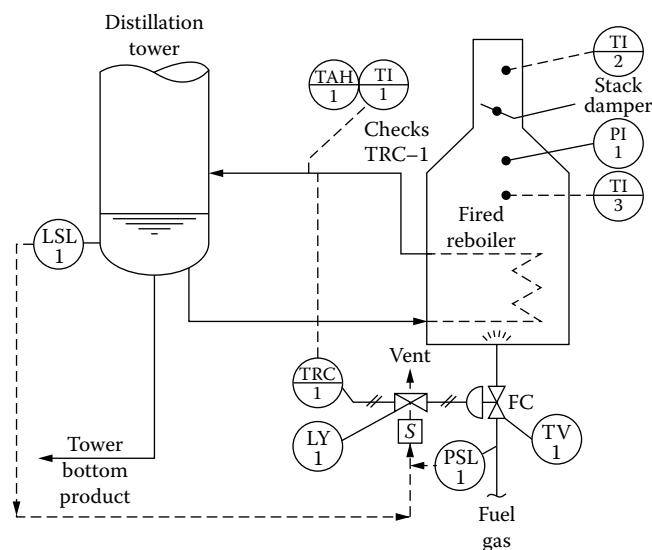 Distillation
tower
TAH
1
TI
1
Checks
TRC–1
TI
2
Stack
damper
PI
1
TI
3
Fired
reboiler
LSL
1
Vent
TRC
1
FC
LY
1
S
PSL
1
TV
1
Tower
bottom
product
Fuel
gas